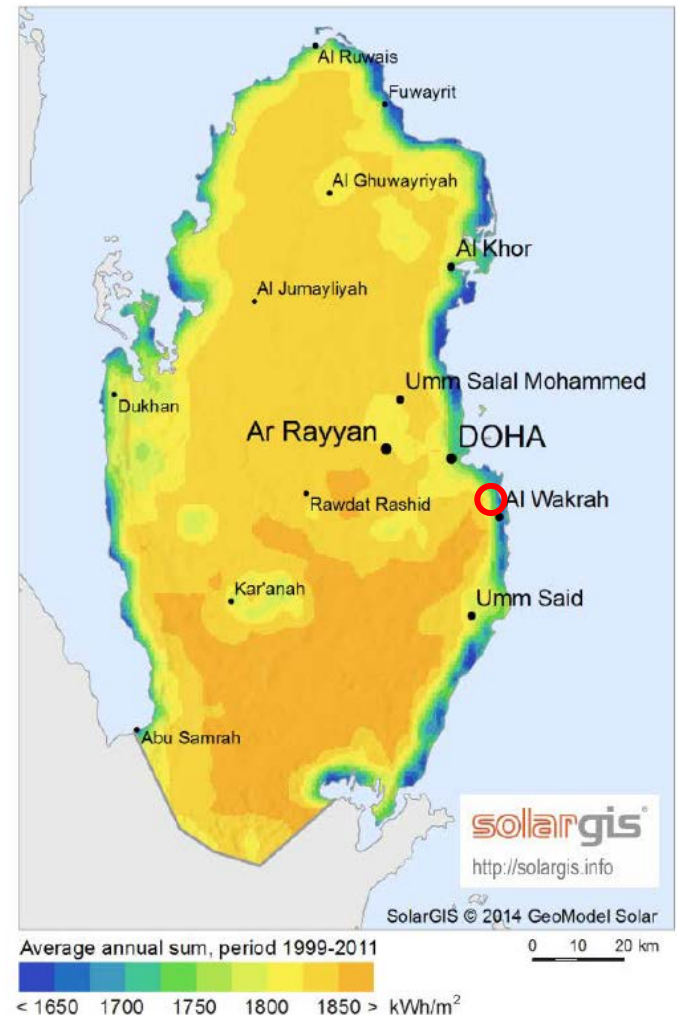 Al Ruwais
Fuwayrit
Al Ghuwayriyah
Al Khor
Al Jumayliyah
Umm Salal Mohammed
Dukhan
Ar Rayyan
DOHA
Rawdat Rashid
Al Wakrah
Kar'anah
Umm Said
Abu Samrah
solargis
http://solargis.info
SolarGIS © 2014 GeoModel Solar
Average annual sum, period 1999-2011
0 10 20 km
< 1650 1700 1750 1800 1850 > kWh/m²